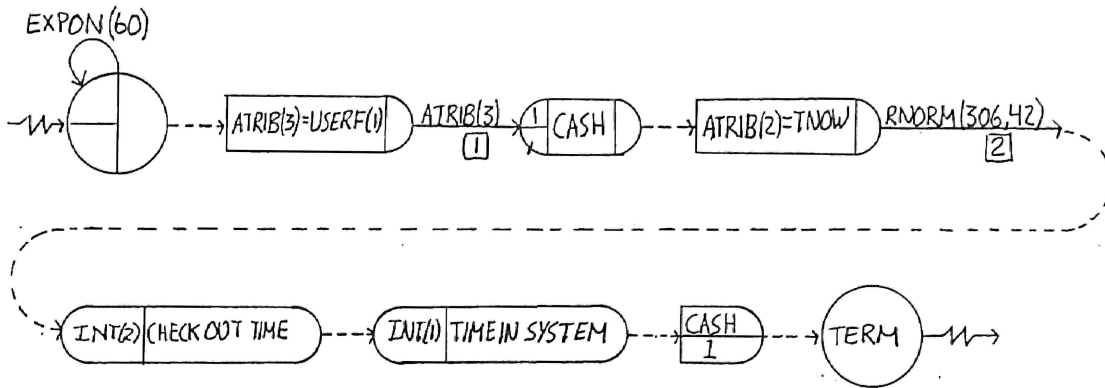 EXPON(60)
ATRIB(3)=USERF(1)
ATRIB(3)
1
1
CASH
ATRIB(2)=TNOW
RNORM(306,42)
2
INT(2) CHECK OUT TIME
INT(1) TIME IN SYSTEM
CASH
1
TERM